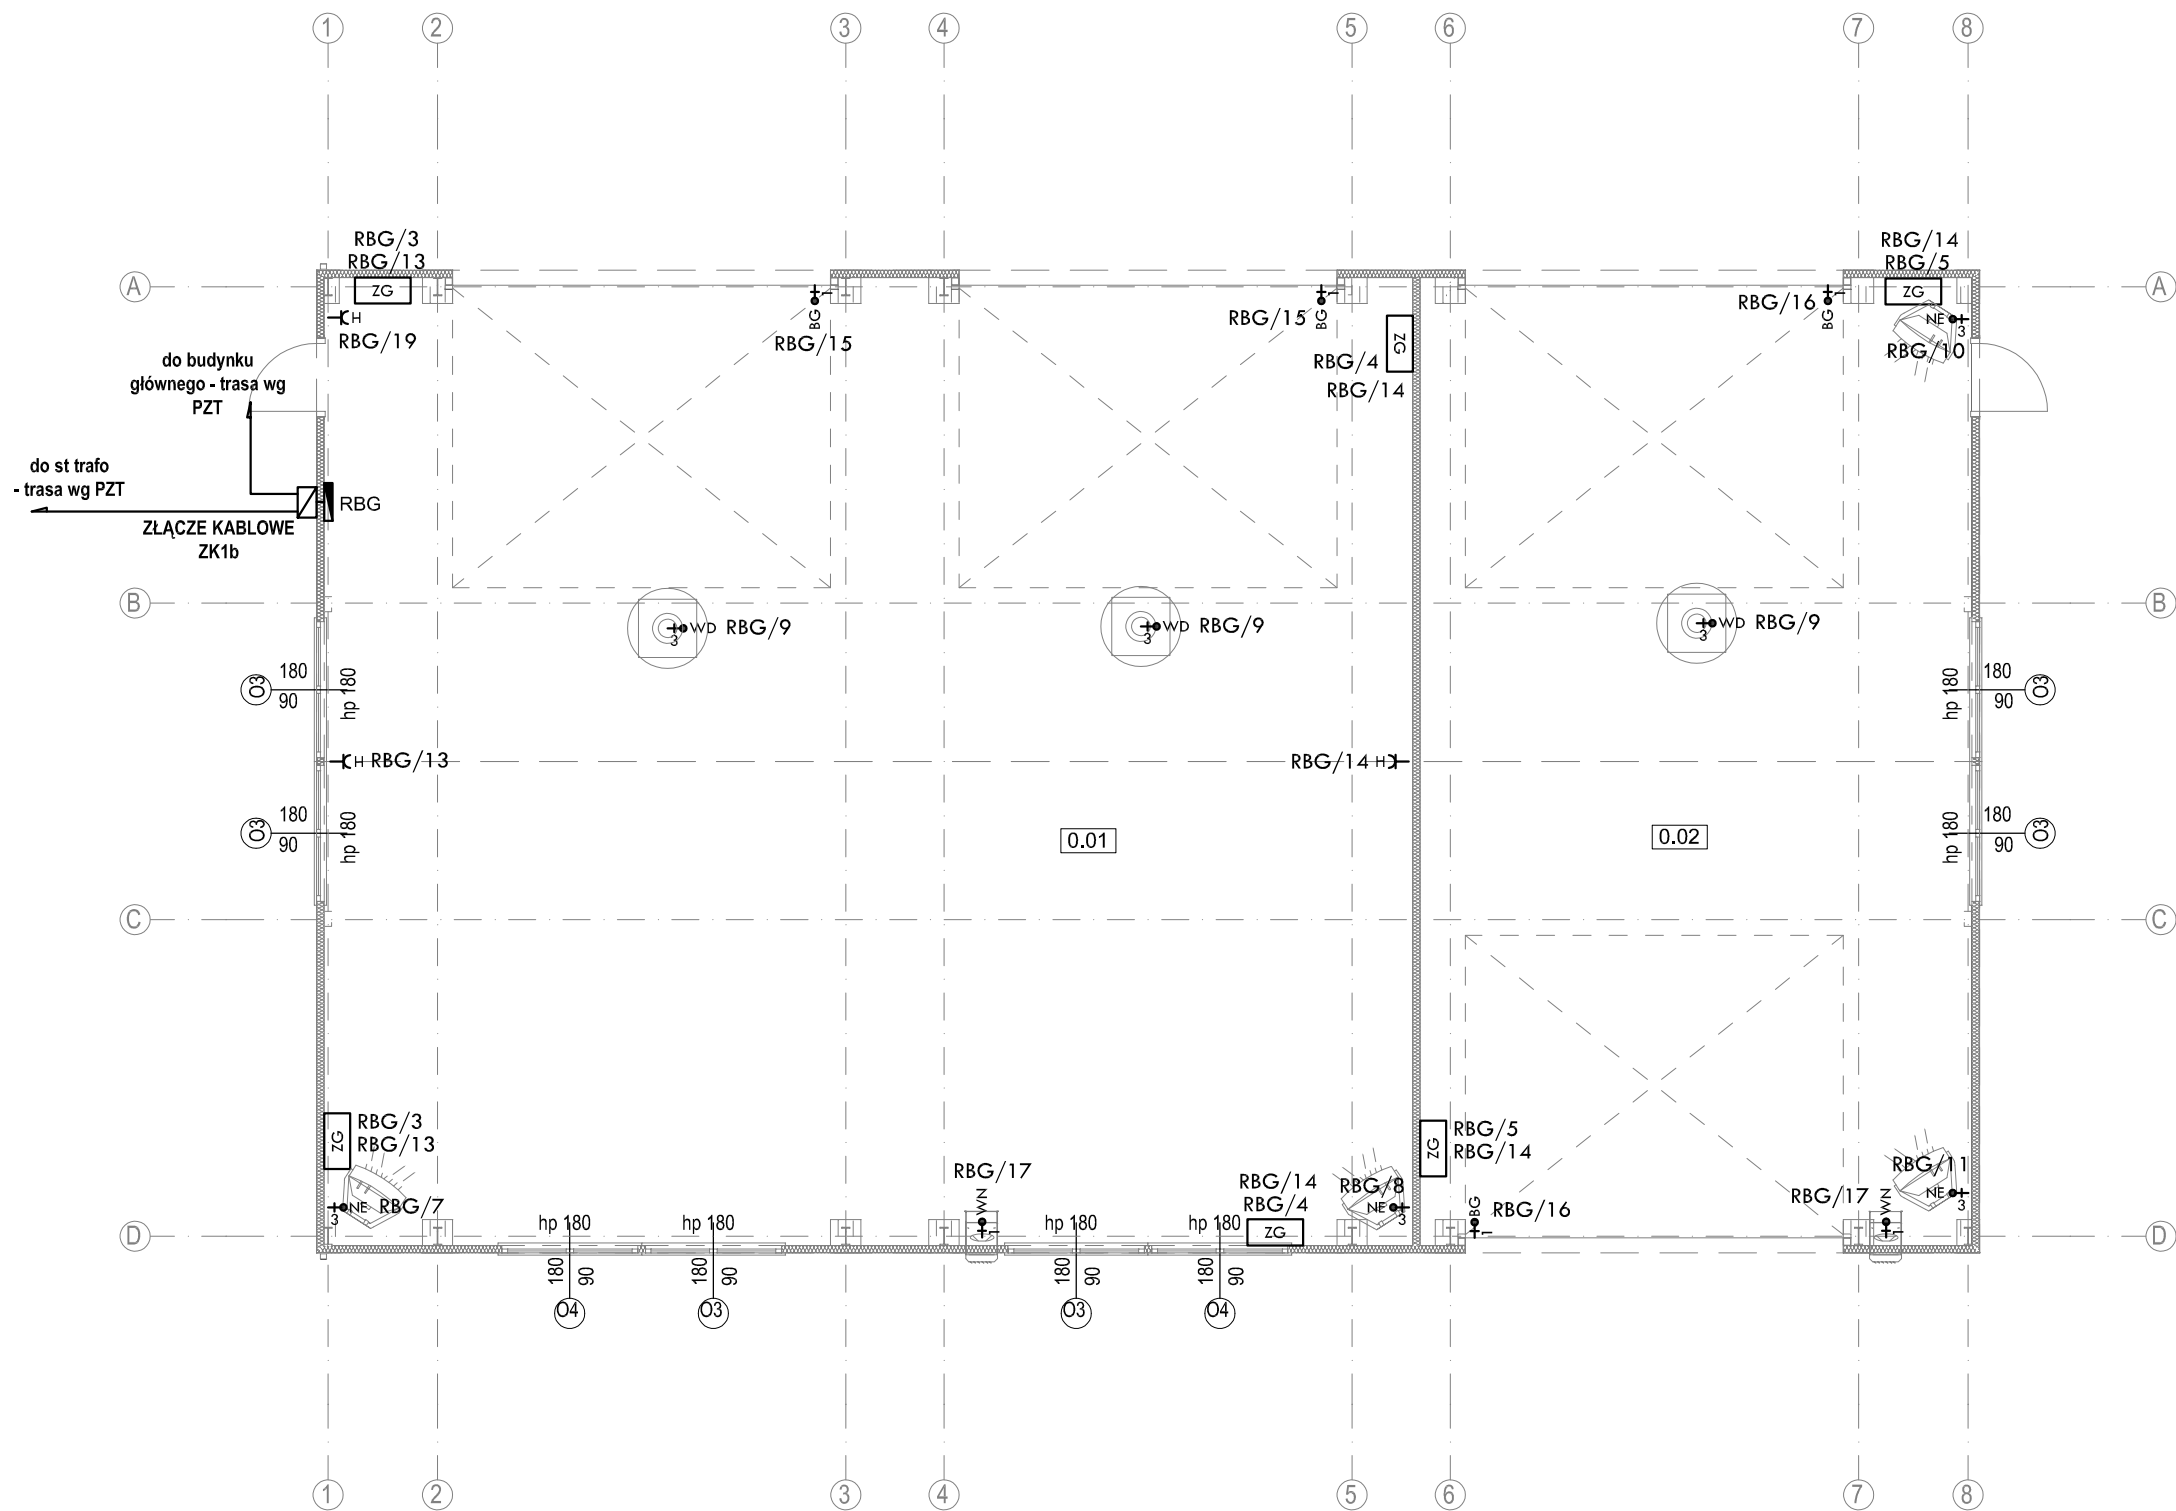 1
2
3
4
5
6
7
8
RBG/3
RBG/13
ZG
RBG/14
RBG/5
ZG
A
A
H
RBG/19
1
BG
RBG/15
1
BG
RBG/15
1
BG
RBG/16
NE
3
RBG/10
ZG
RBG/4
RBG/14
do budynku
głównego - trasa wg
PZT
do st trafo
- trasa wg PZT
RBG
ZŁĄCZE KABLOWE
ZK1b
B
B
3
WD RBG/9
3
WD RBG/9
3
WD RBG/9
O3
180
90
hp 180
hp 180
180
90
O3
H RBG/13
RBG/14 H
O3
180
90
hp 180
0.01
0.02
hp 180
180
90
O3
C
C
ZG
RBG/3
RBG/13
ZG
RBG/5
RBG/14
3
NE RBG/7
RBG/17
WN
1
RBG/14
RBG/4
ZG
RBG/8
NE
3
BG
1
RBG/16
RBG/17
WN
1
RBG/11
NE
3
D
D
hp 180
hp 180
hp 180
hp 180
180
90
180
90
180
90
180
90
O4
O3
O3
O4
1
2
3
4
5
6
7
8